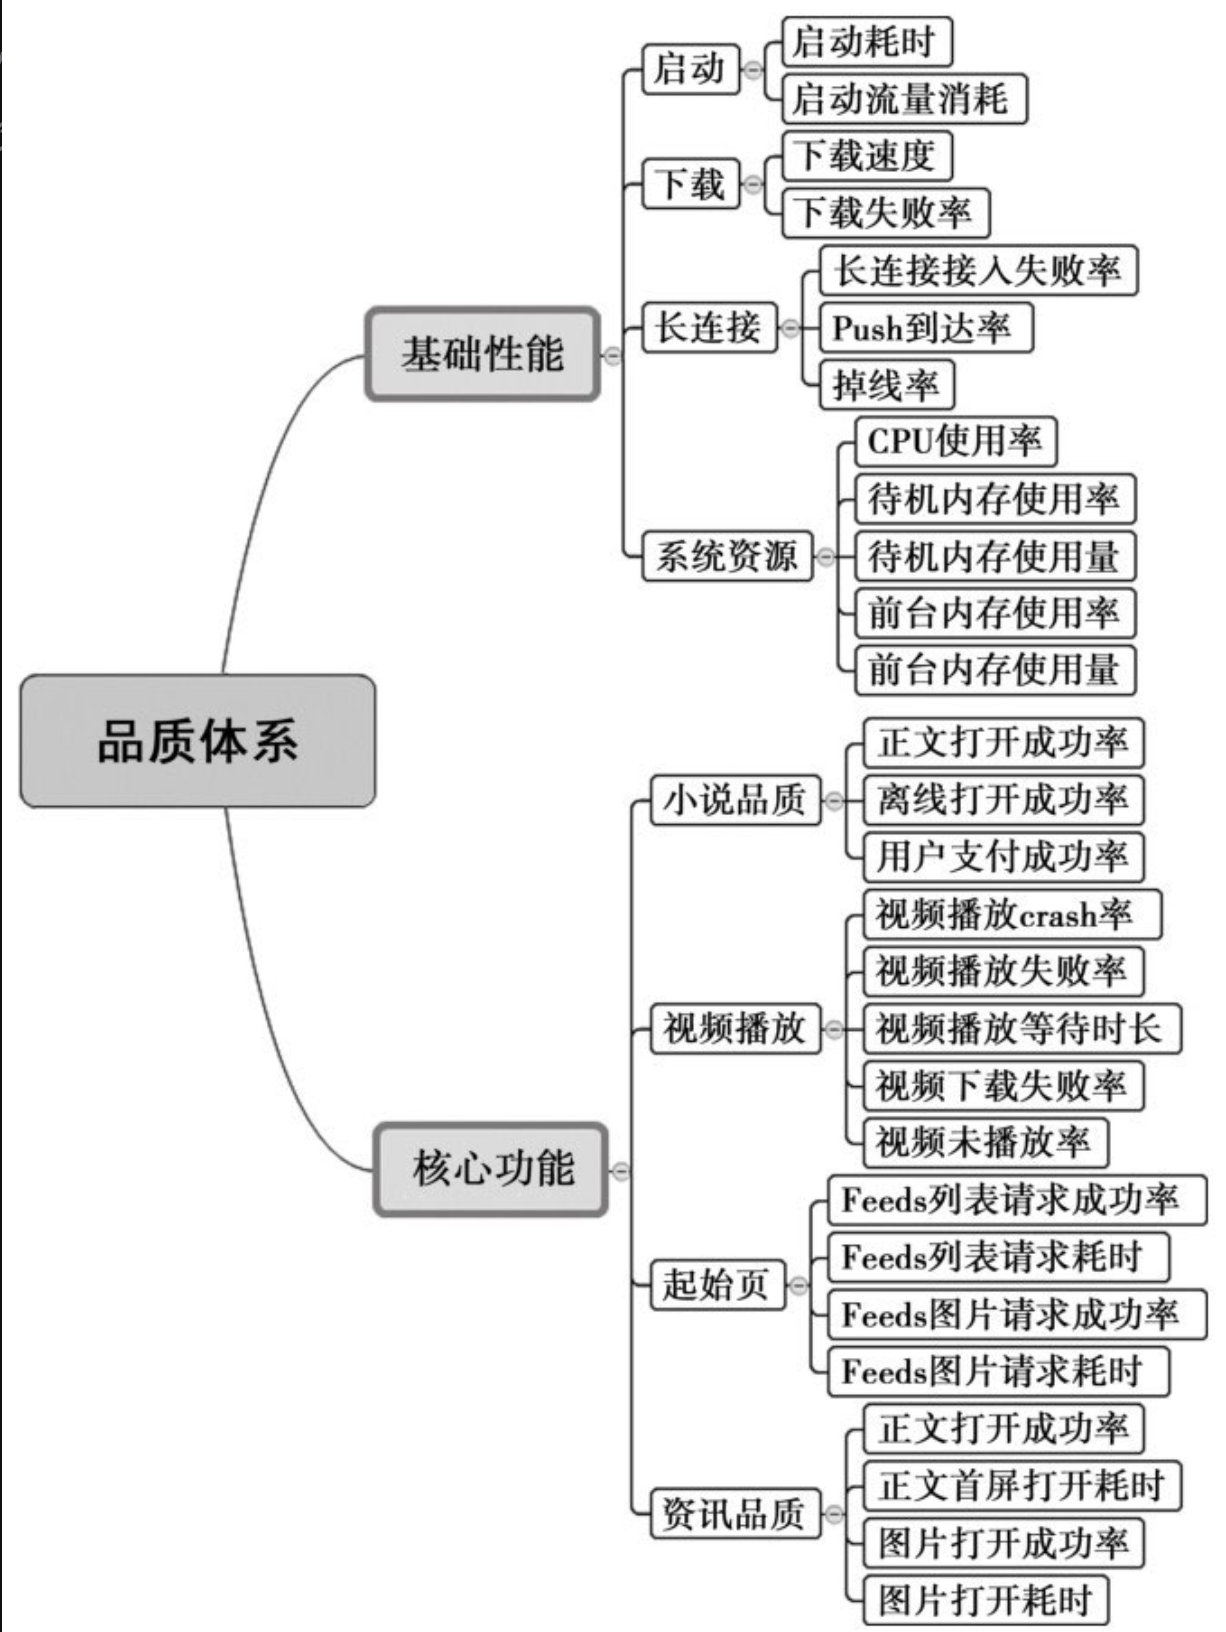 品质体系
基础性能
启动
启动耗时
启动流量消耗
下载
下载速度
下载失败率
长连接
长连接接入失败率
Push到达率
掉线率
系统资源
CPU使用率
待机内存使用率
待机内存使用量
前台内存使用率
前台内存使用量
核心功能
小说品质
正文打开成功率
离线打开成功率
用户支付成功率
视频播放
视频播放crash率
视频播放失败率
视频播放等待时长
视频下载失败率
视频未播放率
起始页
Feeds列表请求成功率
Feeds列表请求耗时
Feeds图片请求成功率
Feeds图片请求耗时
资讯品质
正文打开成功率
正文首屏打开耗时
图片打开成功率
图片打开耗时